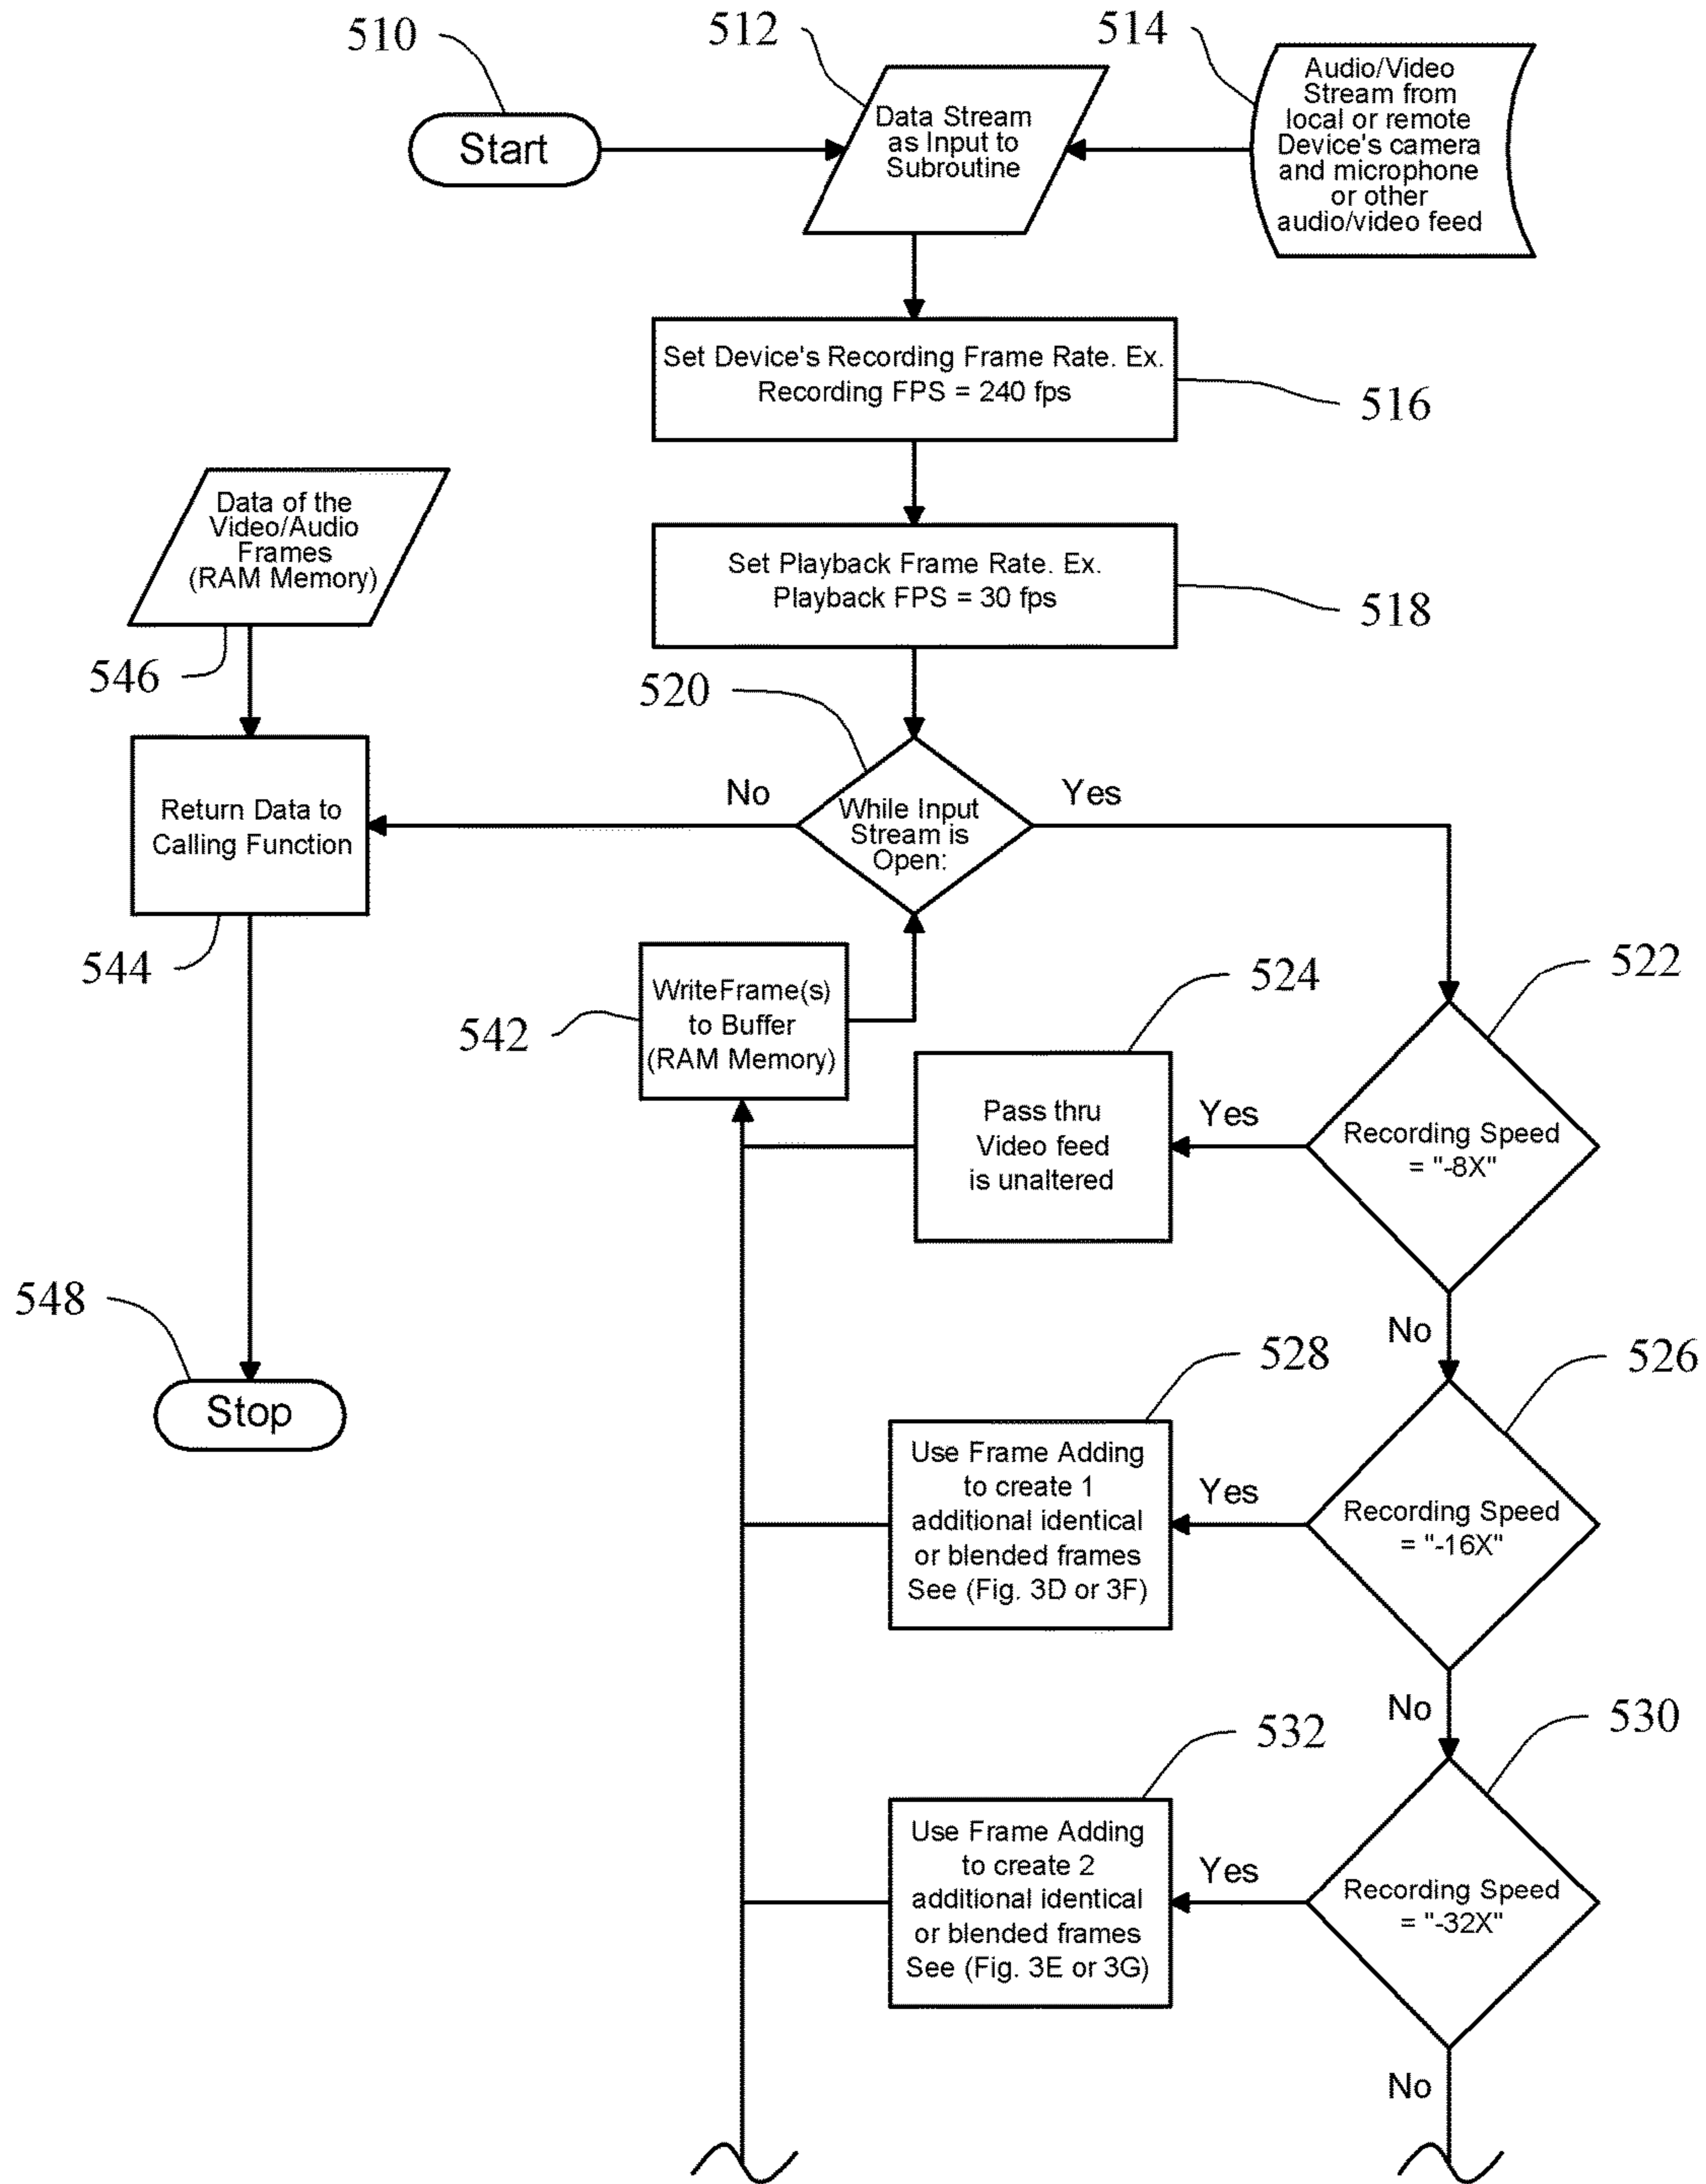 510
512
514
Start
Data Stream
as Input to
Subroutine
Audio/Video
Stream from
local or remote
Device's camera
and microphone
or other
audio/video feed
Set Device's Recording Frame Rate. Ex.
Recording FPS = 240 fps
516
Data of the
Video/Audio
Frames
(RAM Memory)
546
Set Playback Frame Rate. Ex.
Playback FPS = 30 fps
518
520
No
Yes
While Input
Stream is
Open:
Return Data to
Calling Function
544
WriteFrame(s)
to Buffer
(RAM Memory)
542
524
522
Pass thru
Video feed
is unaltered
Yes
Recording Speed
= "-8X"
No
548
Stop
528
526
Use Frame Adding
to create 1
additional identical
or blended frames
See (Fig. 3D or 3F)
Yes
Recording Speed
= "-16X"
No
532
530
Use Frame Adding
to create 2
additional identical
or blended frames
See (Fig. 3E or 3G)
Yes
Recording Speed
= "-32X"
No